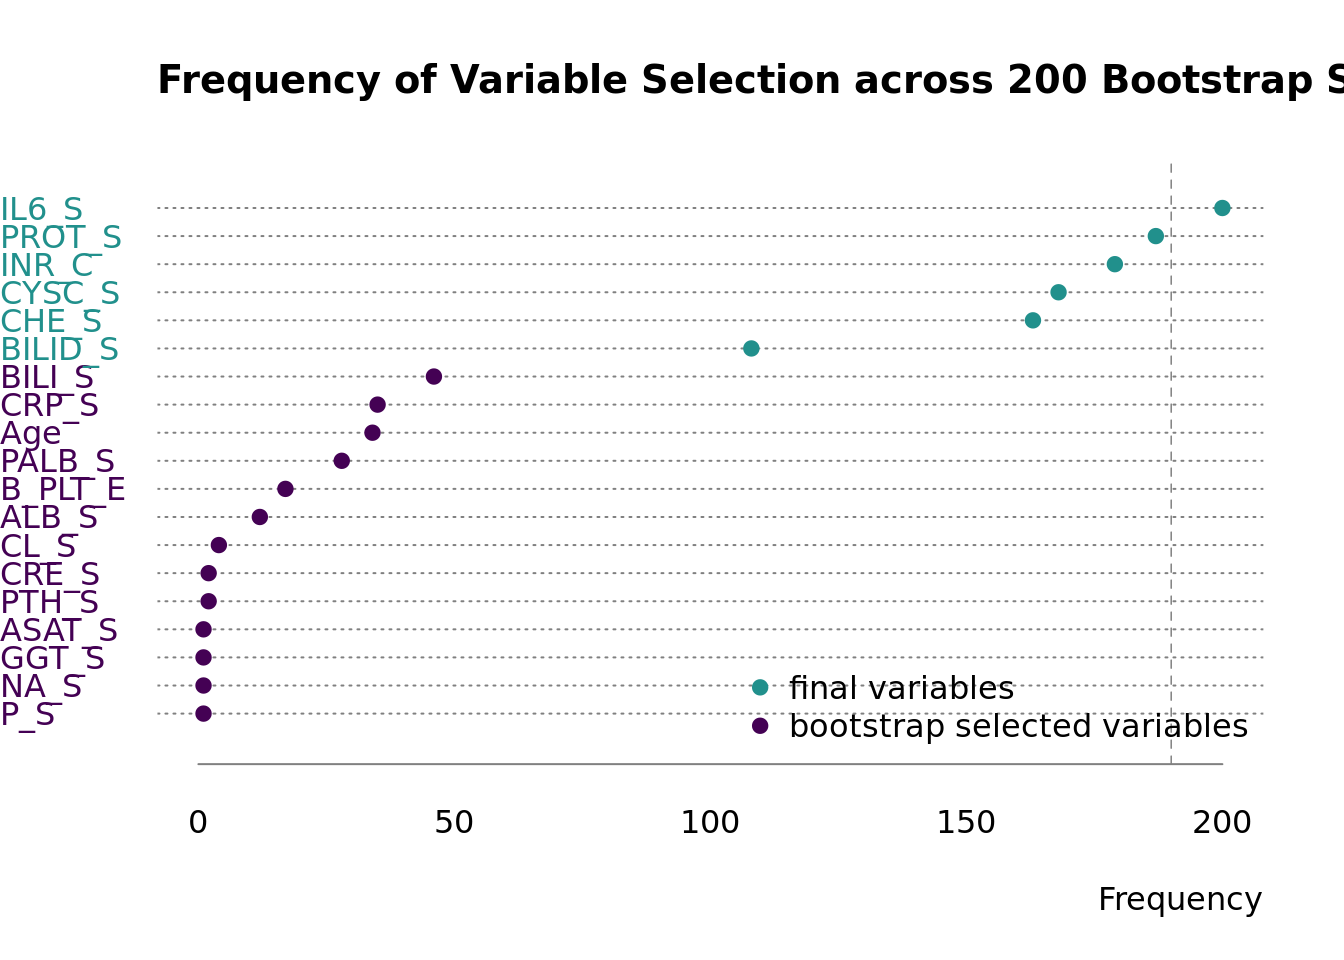 Frequency of Variable Selection across 200 Bootstrap S
IL6_S
PROT_S
INR_C
CYSC_S
CHE_S
BILID_S
BILI_S
CRP_S
Age
PALB_S
B_PLT_E
ALB_S
CL_S
CRE_S
PTH_S
ASAT_S
GGT_S
NA_S
P_S
final variables
bootstrap selected variables
0 50 100 150 200
Frequency